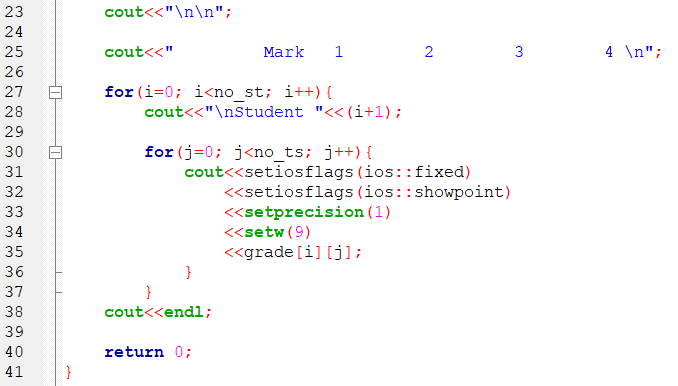 23 cout<<"\n\n";
24
25 cout<<" Mark 1 2 3 4 \n";
26
27 for(i=0; i<no_st; i++){
28 cout<<"\nStudent "<<(i+1);
29
30 for(j=0; j<no_ts; j++){
31 cout<<setiosflags(ios::fixed)
32 <<setiosflags(ios::showpoint)
33 <<setprecision(1)
34 <<setw(9)
35 <<grade[i][j];
36 }
37 }
38 cout<<endl;
39
40 return 0;
41 }